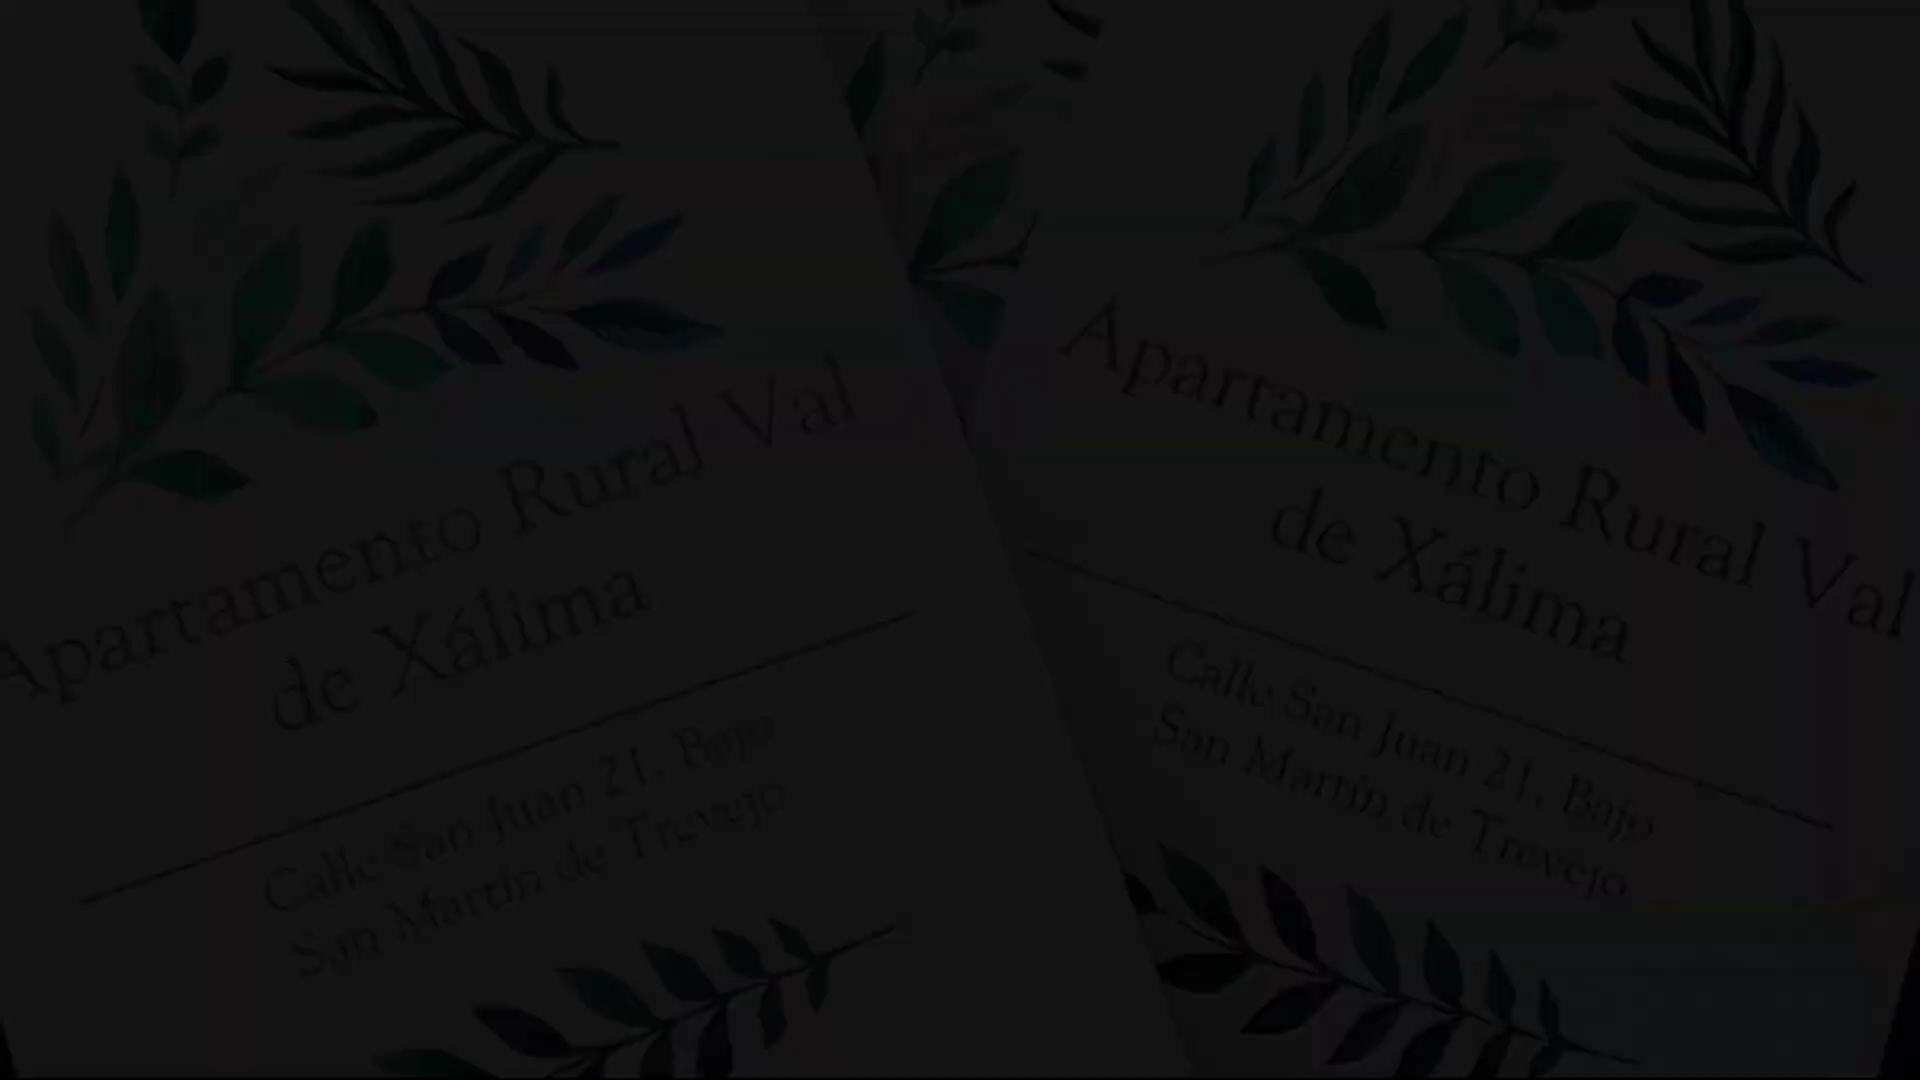 Apartamento Rural Val
de Xálima
Calle San Juan 21, Bajo
San Martín de Trevejo
Apartamento Rural Val
de Xálima
Calle San Juan 21, Bajo
San Martín de Trevejo